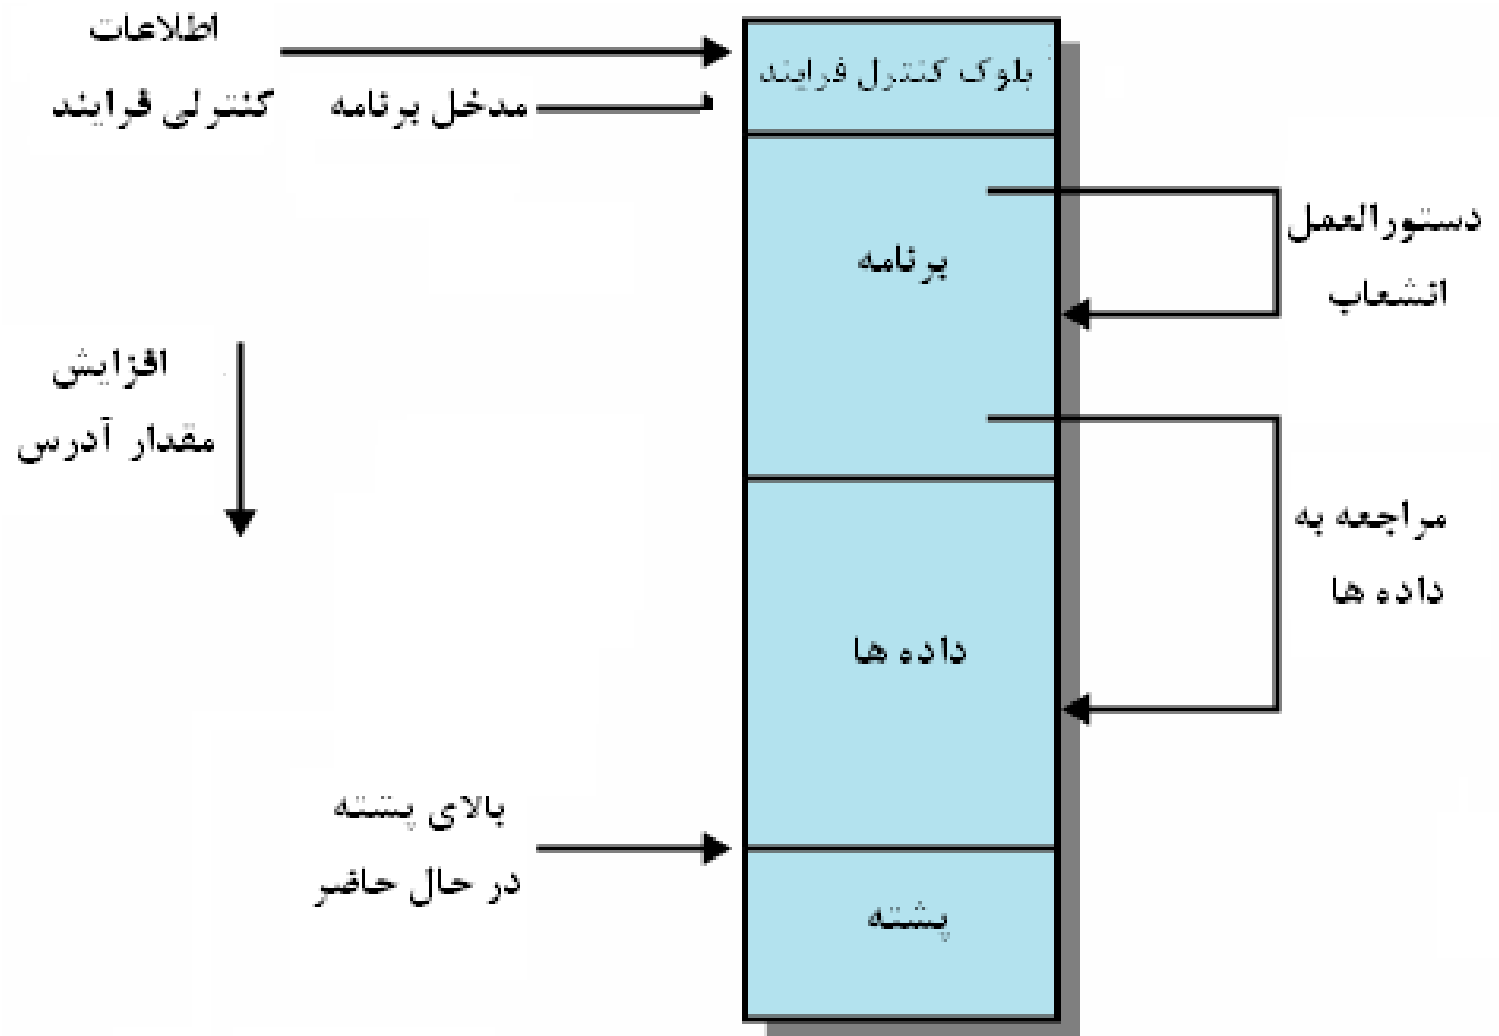 اطلاعات
کنترلی فرایند
مدخل برنامه
بلوک کنترل فرایند
برنامه
دستورالعمل
انشعاب
افزایش
مقدار آدرس
مراجعه به
داده ها
داده ها
بالای پشته
در حال حاضر
پشته